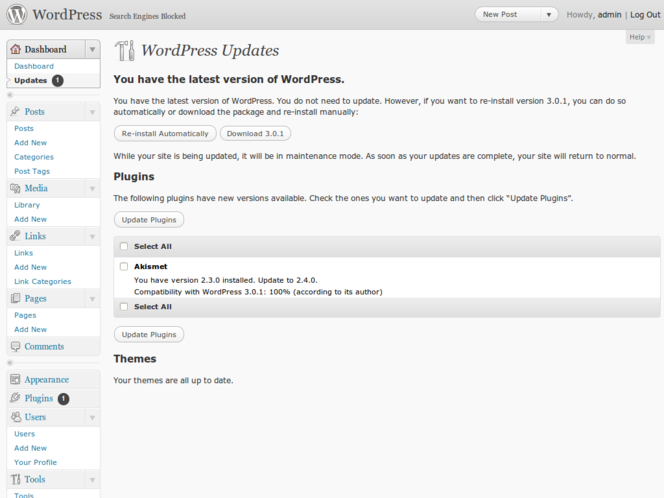 WordPress Search Engines Blocked
New Post
Howdy, admin | Log Out
Help
Dashboard
Dashboard
Updates 1
Posts
Posts
Add New
Categories
Post Tags
Media
Library
Add New
Links
Links
Add New
Link Categories
Pages
Pages
Add New
Comments
Appearance
Plugins 1
Users
Users
Add New
Your Profile
Tools
Tools
WordPress Updates
You have the latest version of WordPress.
You have the latest version of WordPress. You do not need to update. However, if you want to re-install version 3.0.1, you can do so
automatically or download the package and re-install manually:
Re-install Automatically
Download 3.0.1
While your site is being updated, it will be in maintenance mode. As soon as your updates are complete, your site will return to normal.
Plugins
The following plugins have new versions available. Check the ones you want to update and then click “Update Plugins”.
Update Plugins
Select All
Akismet
You have version 2.3.0 installed. Update to 2.4.0.
Compatibility with WordPress 3.0.1: 100% (according to its author)
Select All
Update Plugins
Themes
Your themes are all up to date.